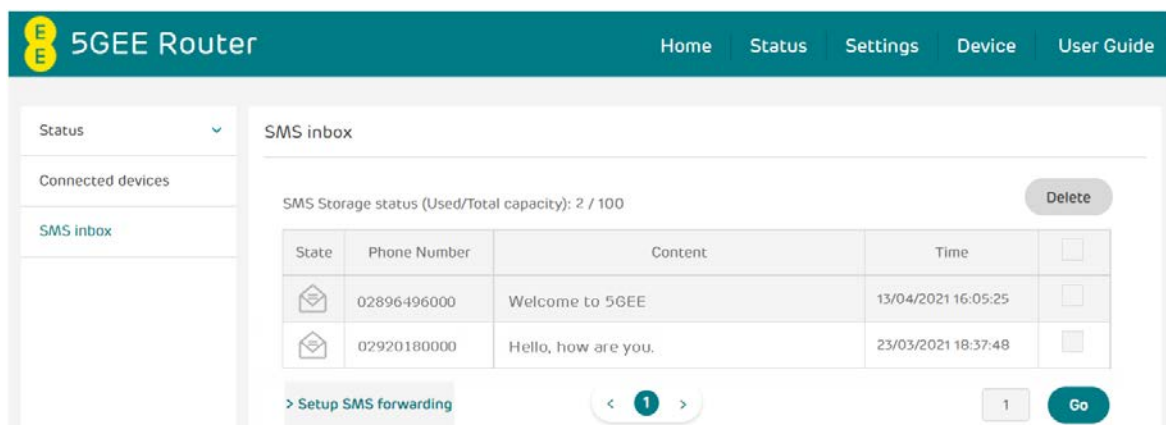 E
E
5GEE Router
Home Status Settings Device User Guide
Status
Connected devices
SMS inbox
SMS inbox
SMS Storage status (Used/Total capacity): 2 / 100
Delete
State Phone Number Content Time
02896496000 Welcome to 5GEE 13/04/2021 16:05:25
02920180000 Hello, how are you. 23/03/2021 18:37:48
> Setup SMS forwarding
< 1 >
1
Go